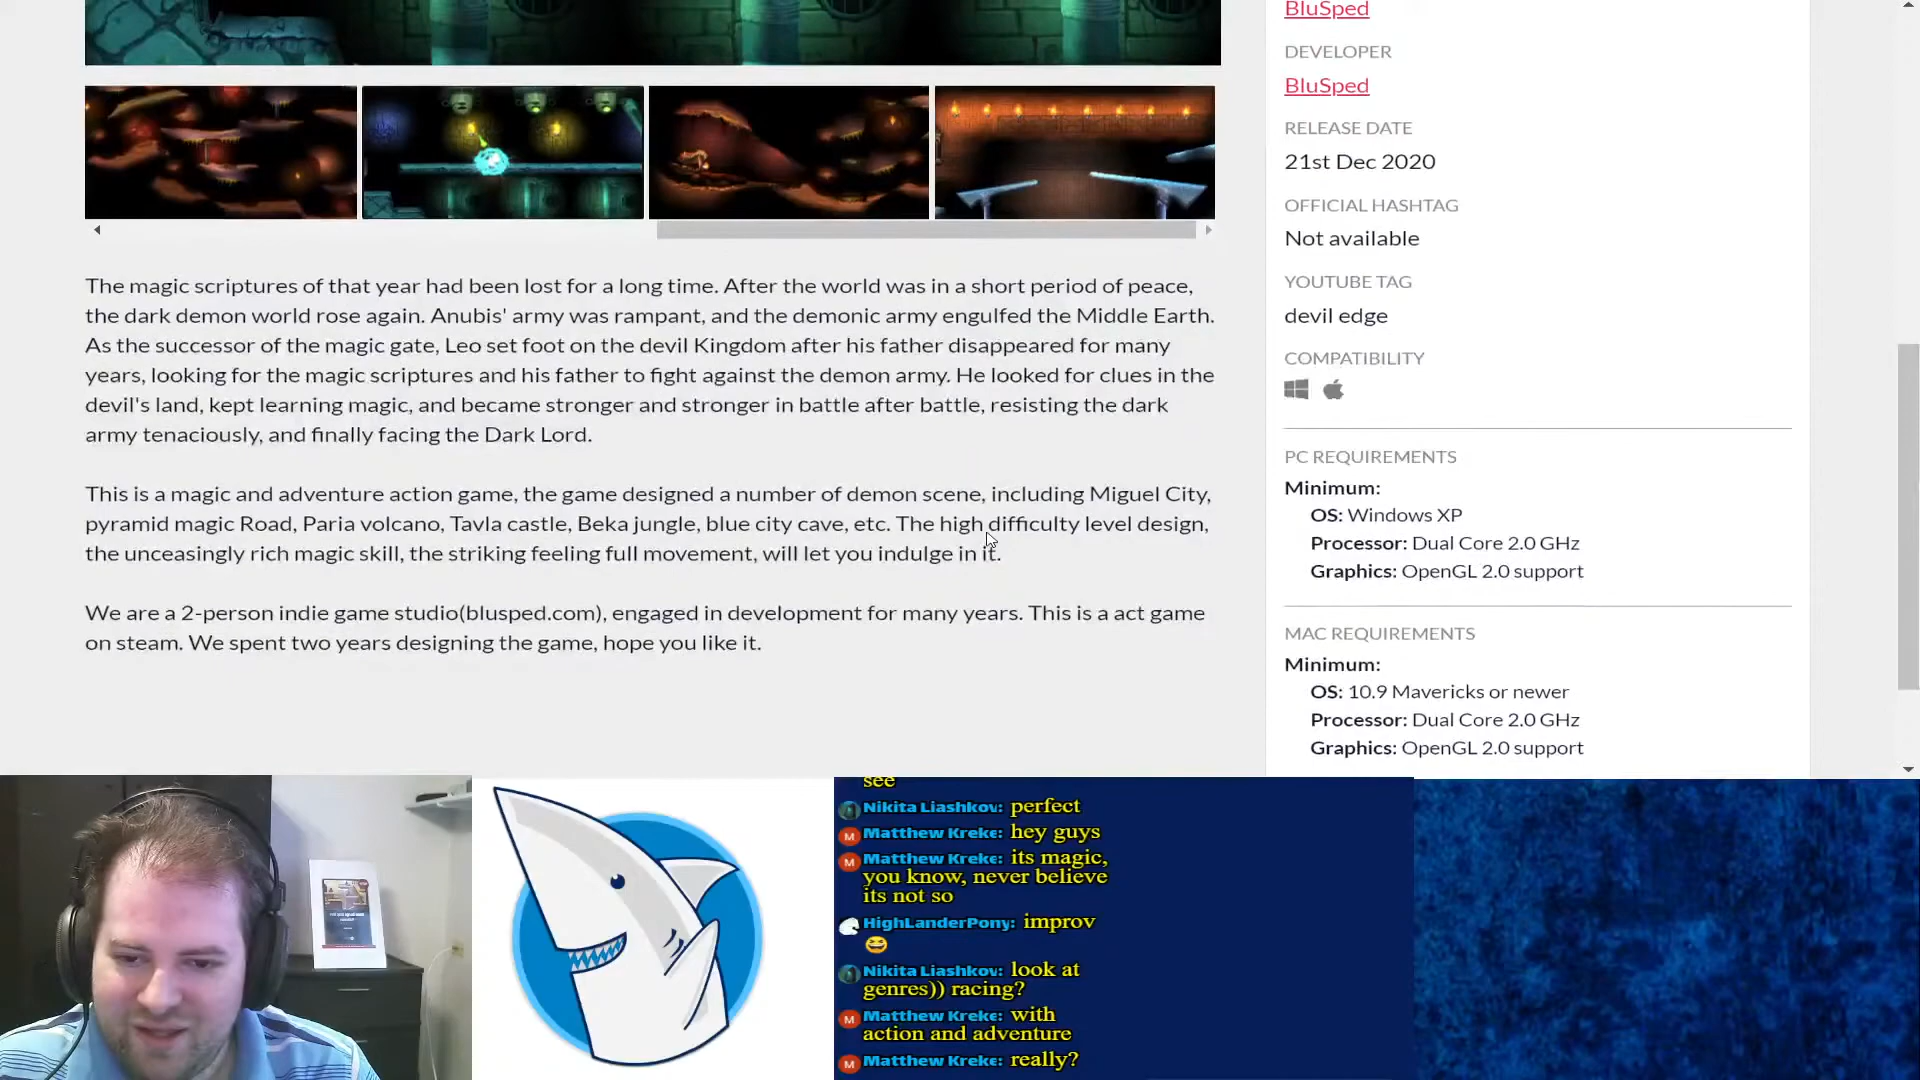 BluSped
DEVELOPER
BluSped
RELEASE DATE
21st Dec 2020
OFFICIAL HASHTAG
Not available
YOUTUBE TAG
devil edge
COMPATIBILITY
PC REQUIREMENTS
Minimum:
OS: Windows XP
Processor: Dual Core 2.0 GHz
Graphics: OpenGL 2.0 support
MAC REQUIREMENTS
Minimum:
OS: 10.9 Mavericks or newer
Processor: Dual Core 2.0 GHz
Graphics: OpenGL 2.0 support
The magic scriptures of that year had been lost for a long time. After the world was in a short period of peace,
the dark demon world rose again. Anubis' army was rampant, and the demonic army engulfed the Middle Earth.
As the successor of the magic gate, Leo set foot on the devil Kingdom after his father disappeared for many
years, looking for the magic scriptures and his father to fight against the demon army. He looked for clues in the
devil's land, kept learning magic, and became stronger and stronger in battle after battle, resisting the dark
army tenaciously, and finally facing the Dark Lord.
This is a magic and adventure action game, the game designed a number of demon scene, including Miguel City,
pyramid magic Road, Paria volcano, Tavla castle, Beka jungle, blue city cave, etc. The high difficulty level design,
the unceasingly rich magic skill, the striking feeling full movement, will let you indulge in it.
We are a 2-person indie game studio(blusped.com), engaged in development for many years. This is a act game
on steam. We spent two years designing the game, hope you like it.
see
Nikita Liashkov: perfect
M Matthew Kreke: hey guys
M Matthew Kreke: its magic,
you know, never believe
its not so
HighLanderPony: improv
😆
Nikita Liashkov: look at
genres)) racing?
M Matthew Kreke: with
action and adventure
M Matthew Kreke: really?